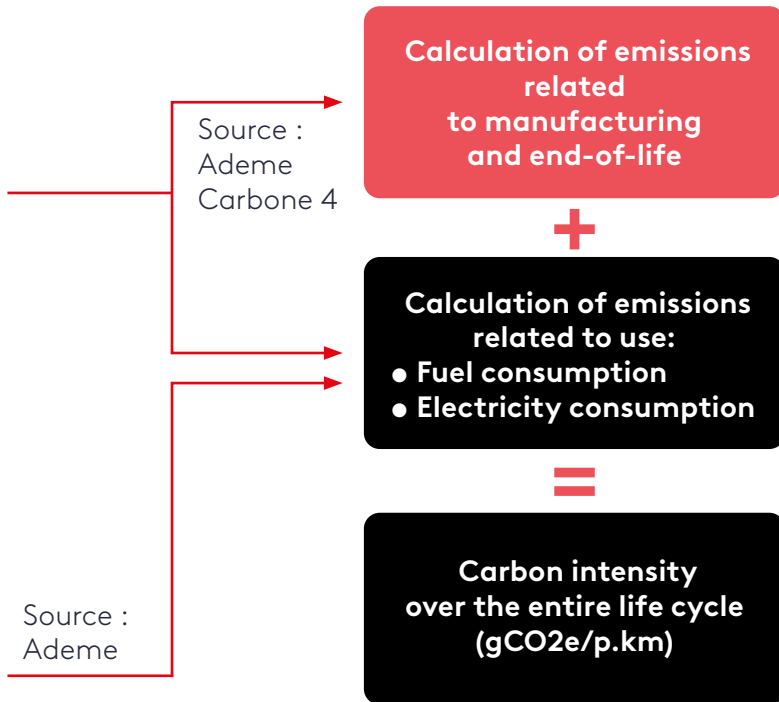 Calculation of emissions
related
to manufacturing
and end-of-life
Source :
Ademe
Carbone 4
+
Calculation of emissions
related to use:
● Fuel consumption
● Electricity consumption
=
Carbon intensity
over the entire life cycle
(gCO2e/p.km)
Source :
Ademe